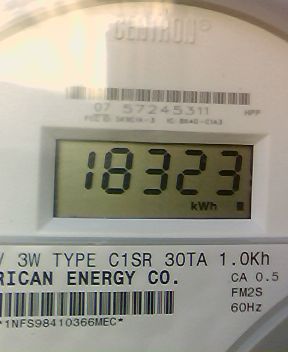 CENTRON®
07 57245311 HPF
18323
kWh
V 3W TYPE C1SR 30TA 1.0Kh
RICAN ENERGY CO. CA 0.5
FM2S
*1NFS98410366MEC* 60Hz